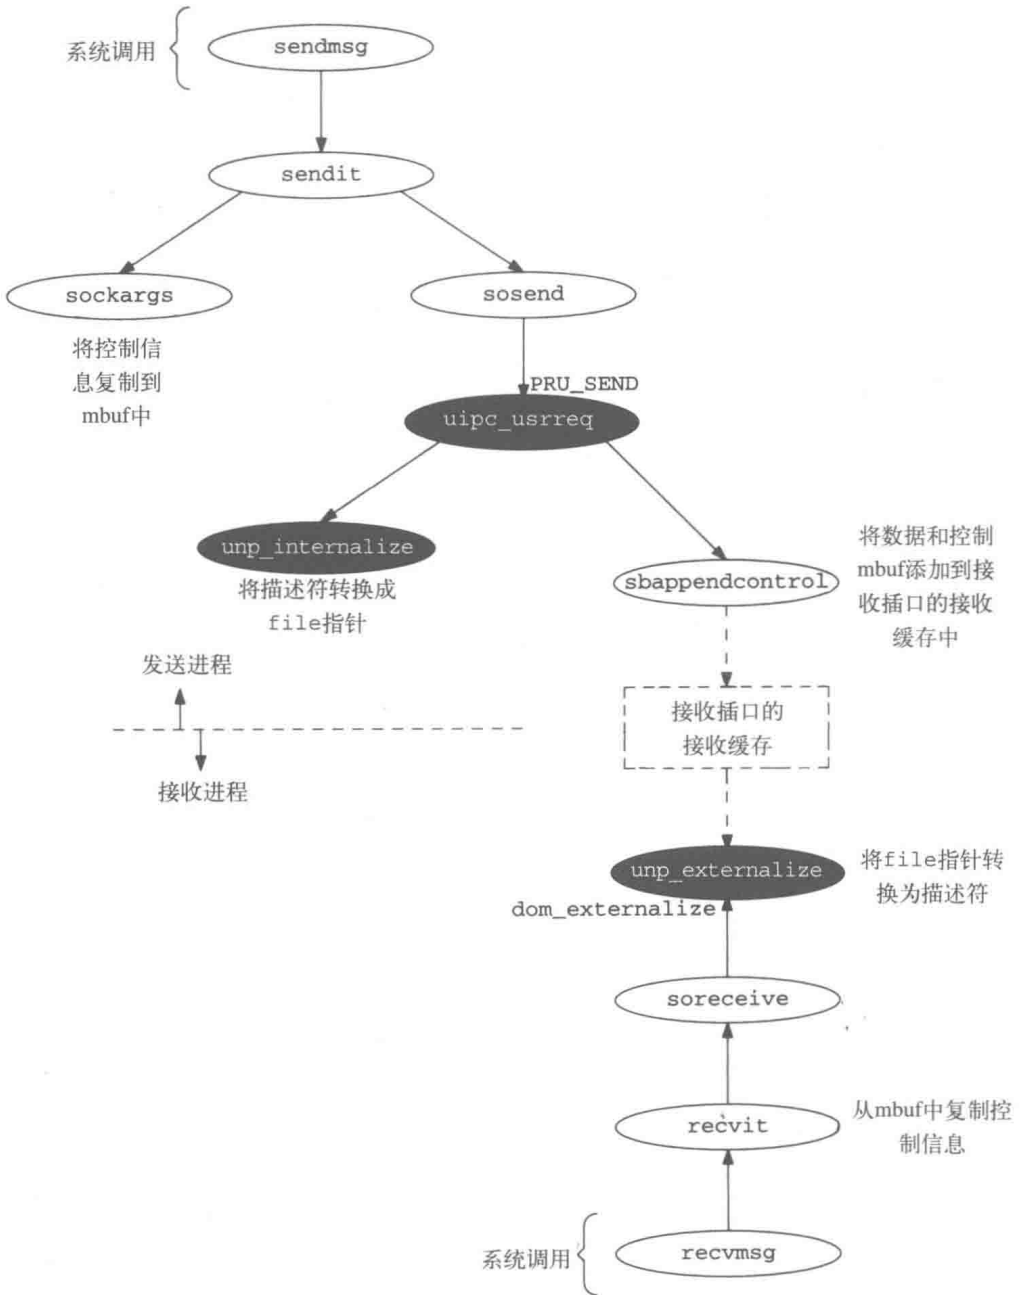 系统调用
sendmsg
sendit
sockargs
sosend
将控制信
息复制到
mbuf中
PRU_SEND
uipc_usrreq
unp_internalize
将描述符转换成
file指针
sbappendcontrol
将数据和控制
mbuf添加到接
收插口的接收
缓存中
发送进程
接收进程
接收插口的
接收缓存
unp_externalize
将file指针转
换为描述符
dom_externalize
soreceive
recvit
从mbuf中复制控
制信息
系统调用
recvmsg